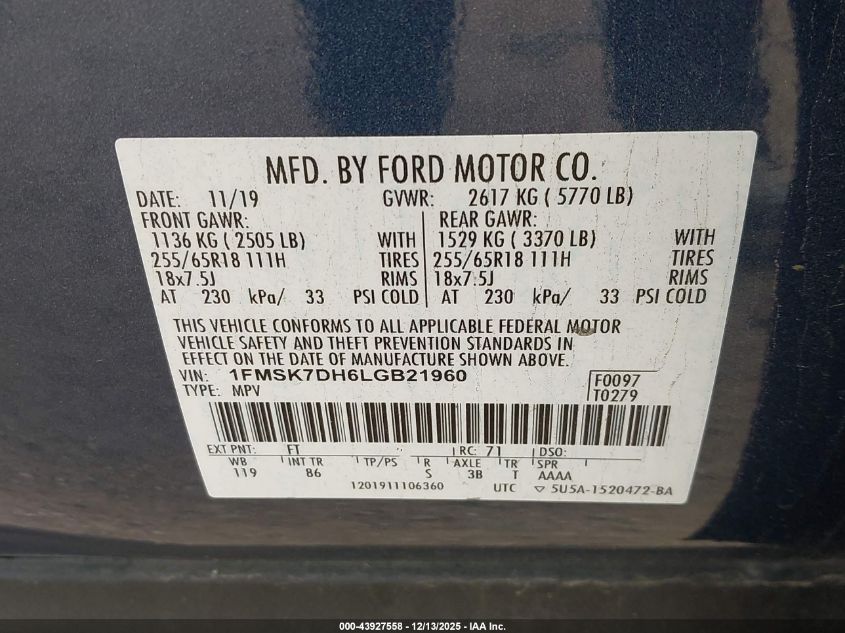 MFD. BY FORD MOTOR CO.
DATE: 11/19 GVWR: 2617 KG ( 5770 LB)
FRONT GAWR: REAR GAWR:
1136 KG ( 2505 LB) WITH 1529 KG ( 3370 LB) WITH
255/65R18 111H TIRES 255/65R18 111H TIRES
18x7.5J RIMS 18x7.5J RIMS
AT 230 kPa/ 33 PSI COLD AT 230 kPa/ 33 PSI COLD
THIS VEHICLE CONFORMS TO ALL APPLICABLE FEDERAL MOTOR
VEHICLE SAFETY AND THEFT PREVENTION STANDARDS IN
EFFECT ON THE DATE OF MANUFACTURE SHOWN ABOVE.
VIN: 1FMSK7DH6LGB21960 F0097
TYPE: MPV T0279
EXT PNT: FT RC: 71 DSO:
WB INT TR TP/PS R AXLE TR SPR
119 86 S 3B T AAAA
1201911106360 UTC ▽ 5U5A-1520472-BA
000-43927558 - 12/13/2025 - IAA Inc.